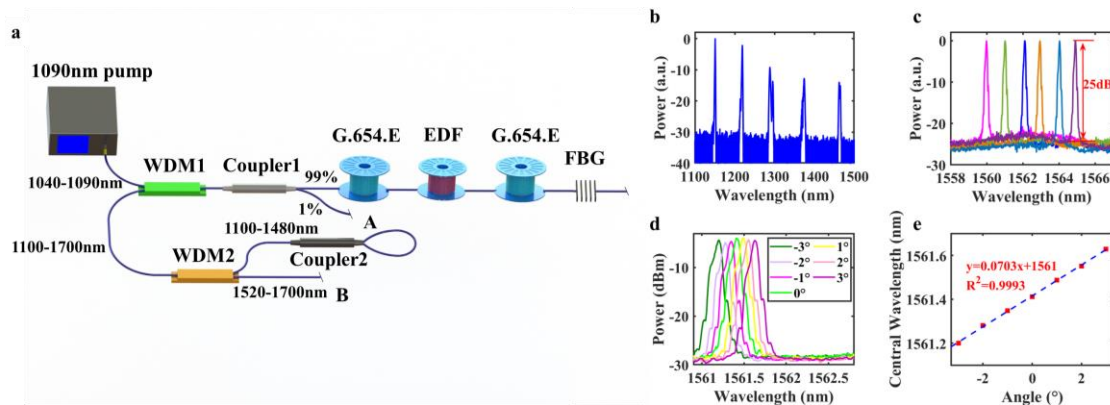 a
1090nm pump
1040-1090nm
WDM1
Coupler1
99%
1%
A
G.654.E
EDF
G.654.E
FBG
1100-1700nm
WDM2
1100-1480nm
Coupler2
1520-1700nm
B
b
Power (a.u.)
0
-10
-20
-30
-40
1100 1200 1300 1400 1500
Wavelength (nm)
c
Power (a.u.)
0
-10
-20
-30
25dB
1558 1560 1562 1564 1566
Wavelength (nm)
d
Power (dBm)
-10
-20
-30
-3° 1°
-2° 2°
-1° 3°
0°
1561 1561.5 1562 1562.5
Wavelength (nm)
e
Central Wavelength (nm)
1561.6
1561.4
1561.2
y=0.0703x+1561
R²=0.9993
-2 0 2
Angle (°)